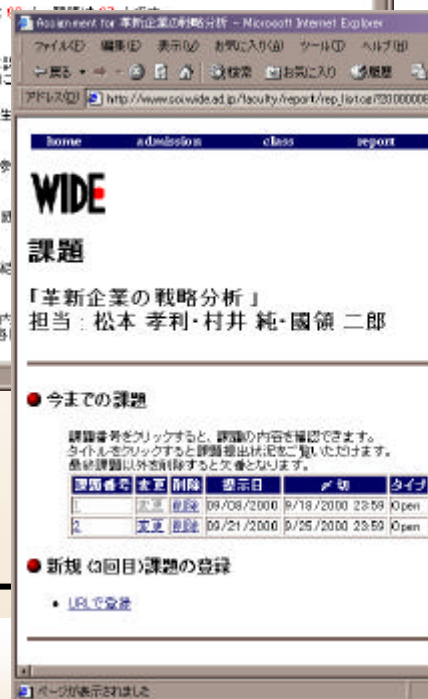 Assignment for 革新企業の戦略分析 - Microsoft Internet Explorer
ファイル(F) 編集(E) 表示(V) お気に入り(A) ツール(T) ヘルプ(H)
戻る 検索 お気に入り 履歴
アドレス(D) http://www.soi.wide.ad.jp/faculty/report/rep_list.cgi?20000008
home admission class report
WIDE
課題
「革新企業の戦略分析」
担当:松本 孝利・村井 純・國領 二郎
今までの課題
課題番号をクリックすると、課題の内容を確認できます。
タイトルをクリックすると課題提出状況をご覧いただけます。
最終課題以外を削除すると欠番となります。
課題番号 変更 削除 提示日 〆切 タイプ
1 変更 削除 09/08/2000 9/18/2000 23:59 Open
2 変更 削除 09/21/2000 9/25/2000 23:59 Open
新規 (3回目)課題の登録
URLで登録
ページが表示されました